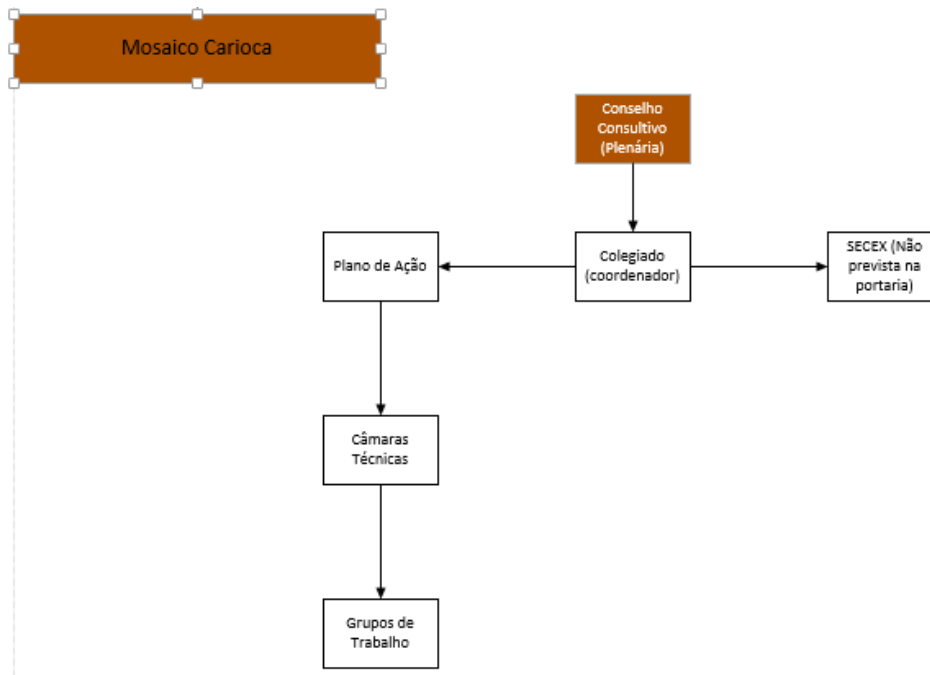 Mosaico Carioca
Conselho
Consultivo
(Plenária)
Plano de Ação
Colegiado
(coordenador)
SECEX (Não
prevista na
portaria)
Câmaras
Técnicas
Grupos de
Trabalho